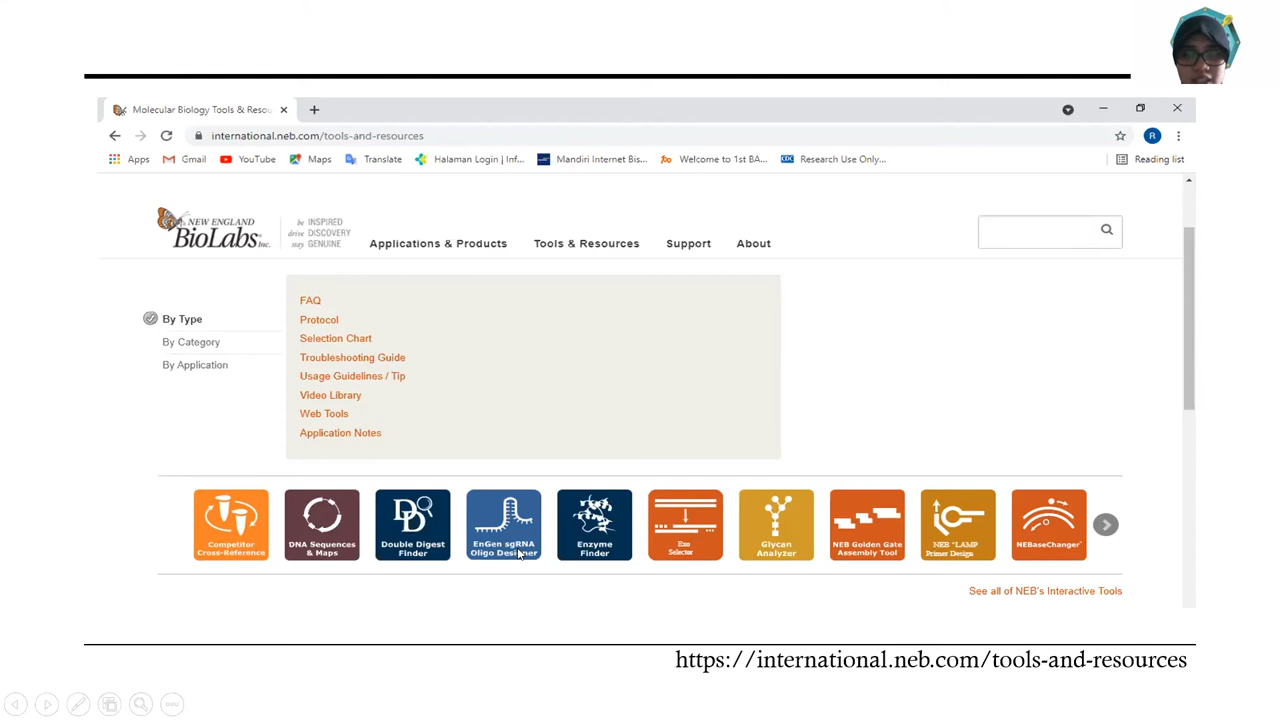 Molecular Biology Tools & Resou
international.neb.com/tools-and-resources
R
Apps Gmail YouTube Maps Translate Halaman Login | Inf... Mandiri Internet Bis... Welcome to 1st BA... Research Use Only... Reading list
NEW ENGLAND
BioLabs Inc.
be INSPIRED
drive DISCOVERY
stay GENUINE
Applications & Products Tools & Resources Support About
By Type
By Category
By Application
FAQ
Protocol
Selection Chart
Troubleshooting Guide
Usage Guidelines / Tip
Video Library
Web Tools
Application Notes
Competitor
Cross-Reference
DNA Sequences
& Maps
DD
Double Digest
Finder
EnGen sgRNA
Oligo Designer
Enzyme
Finder
Exo
Selector
Glycan
Analyzer
NEB Golden Gate
Assembly Tool
NEB LAMP
Primer Design
NEBaseChanger
See all of NEB's Interactive Tools
https://international.neb.com/tools-and-resources